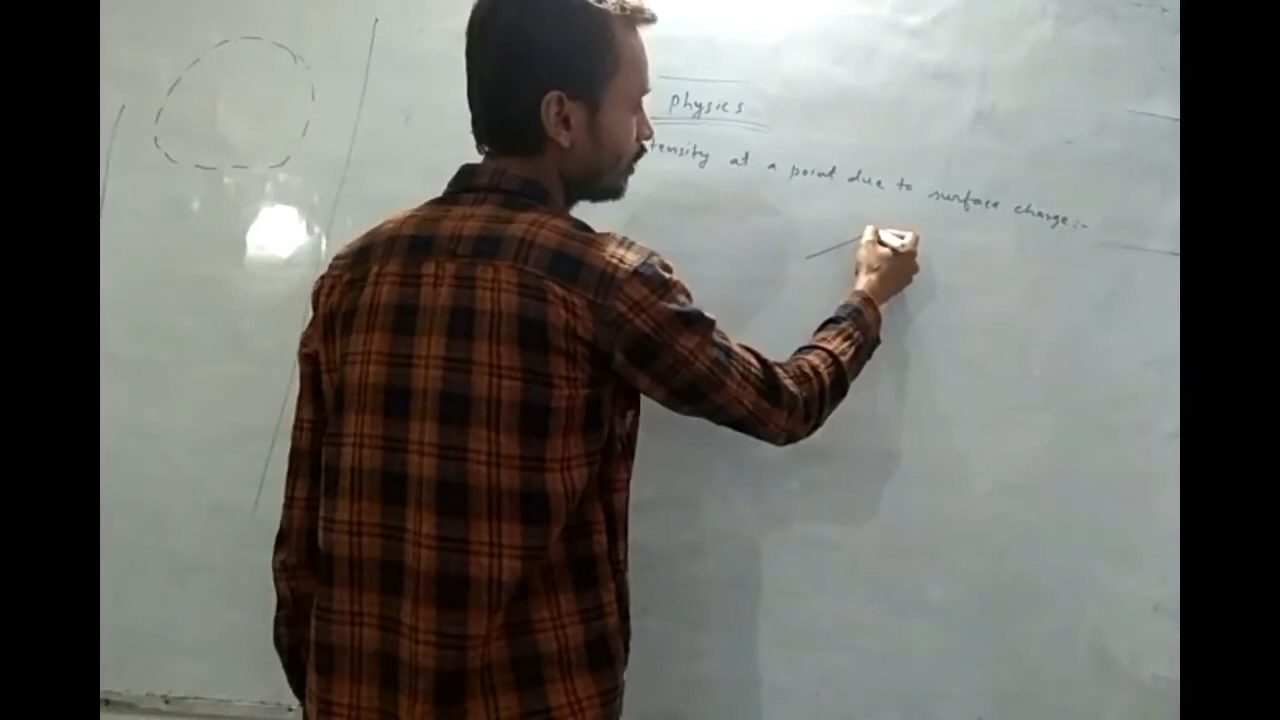 Physics
tensity at a point due to surface charge:-